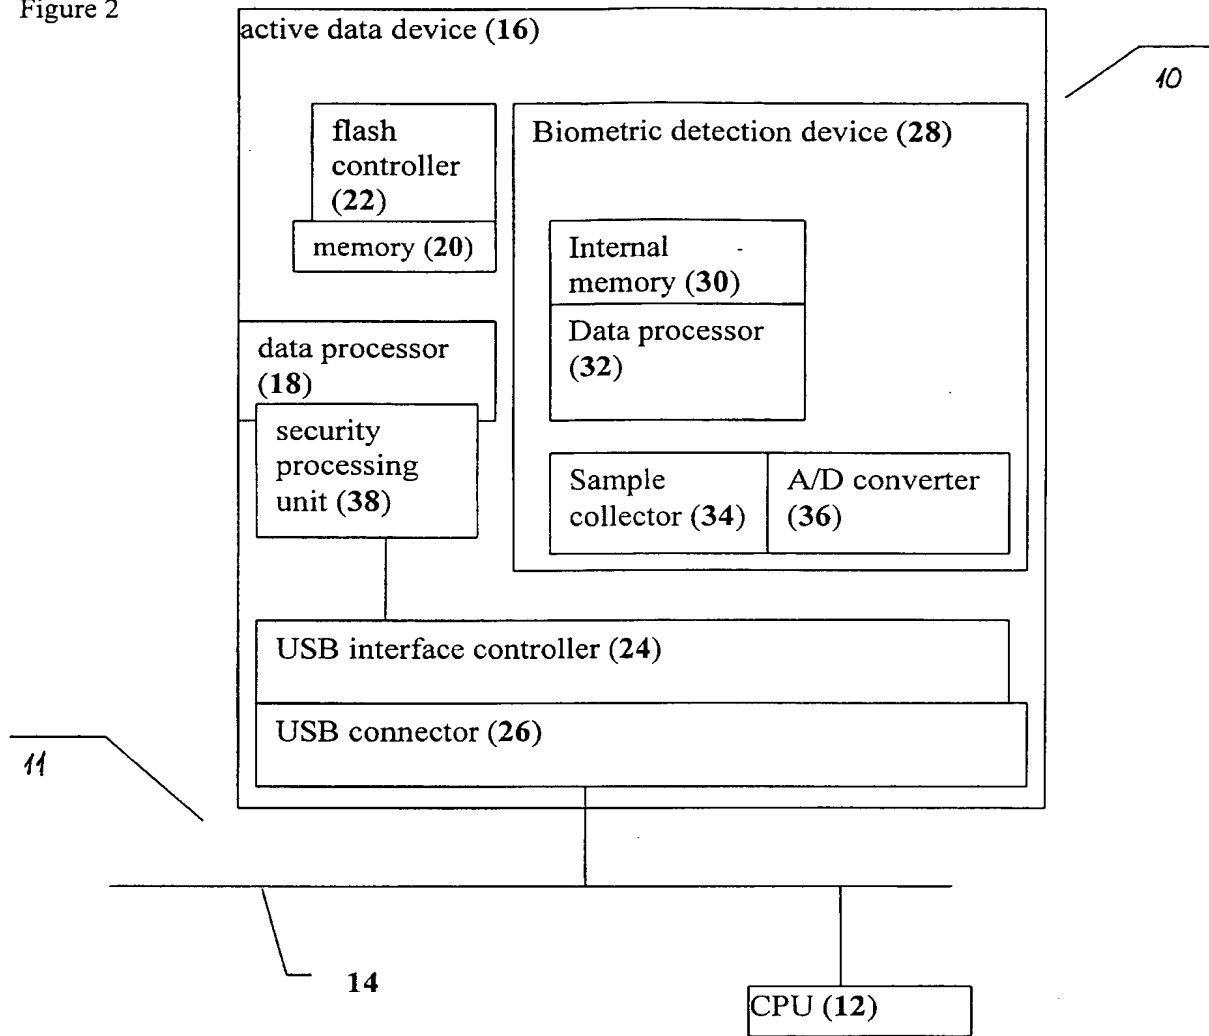 Figure 2
active data device (16)
10
flash
controller
(22)
memory (20)
Biometric detection device (28)
Internal
memory (30)
Data processor
(32)
data processor
(18)
security
processing
unit (38)
Sample
collector (34)
A/D converter
(36)
USB interface controller (24)
USB connector (26)
11
14
CPU (12)